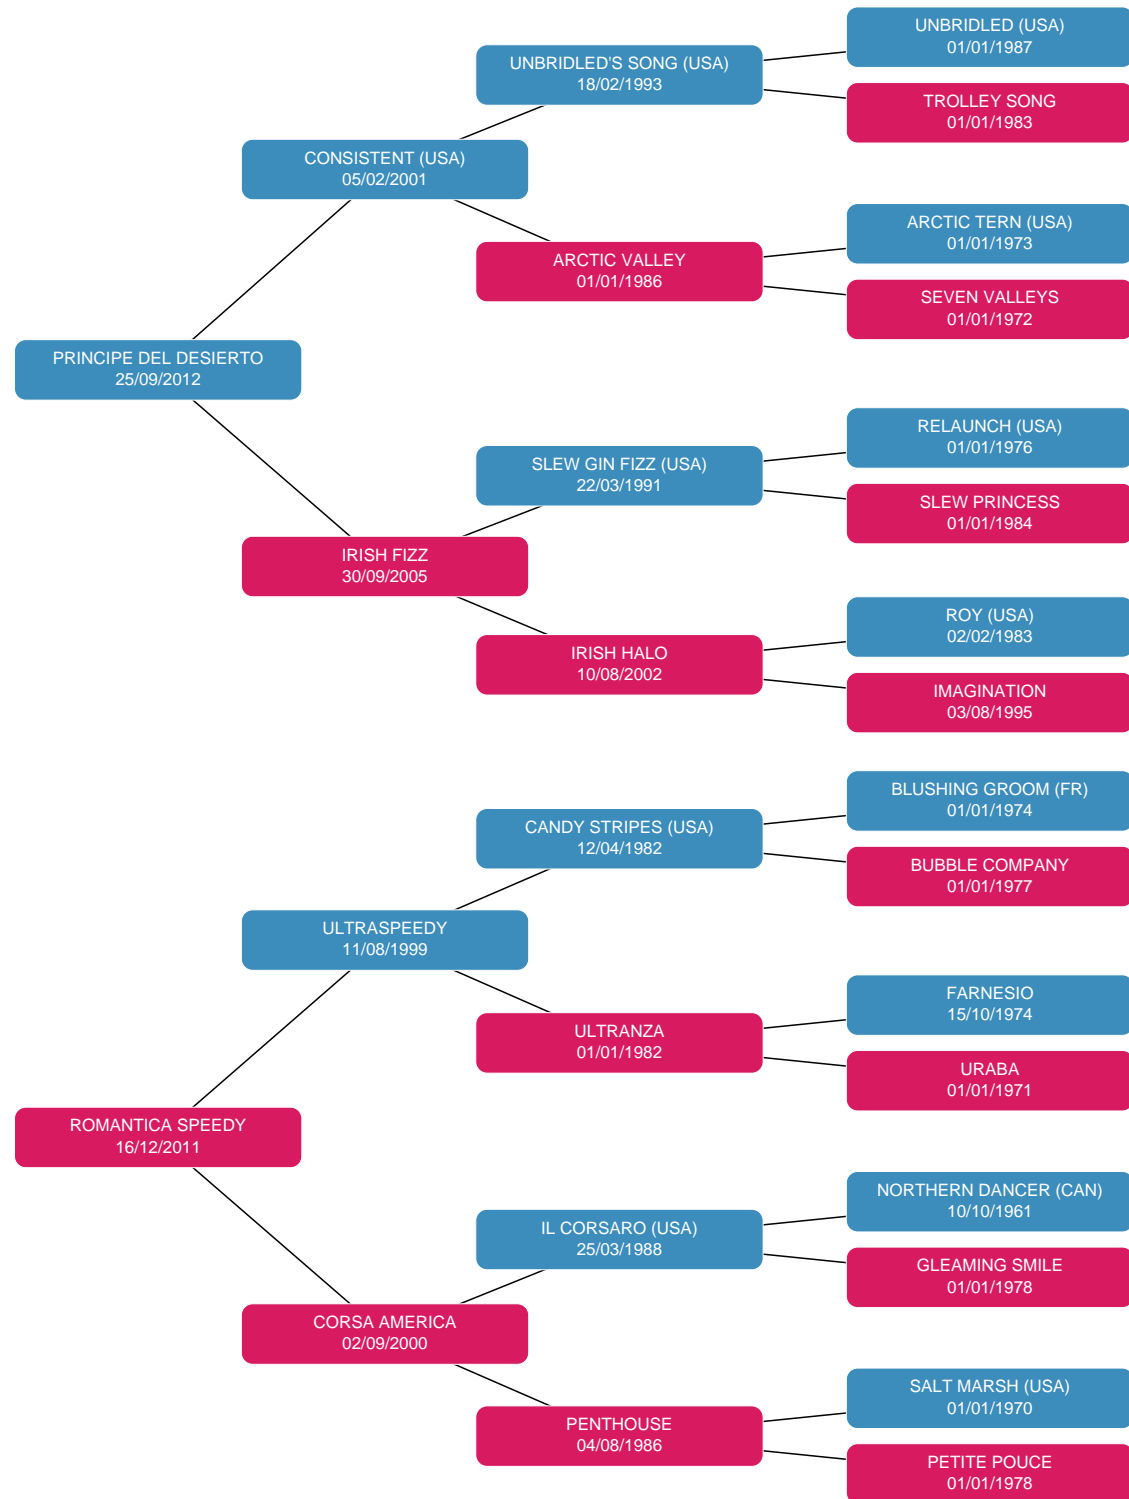 UNBRIDLED (USA)
01/01/1987
UNBRIDLED'S SONG (USA)
18/02/1993
TROLLEY SONG
01/01/1983
CONSISTENT (USA)
05/02/2001
ARCTIC TERN (USA)
01/01/1973
ARCTIC VALLEY
01/01/1986
SEVEN VALLEYS
01/01/1972
PRINCIPE DEL DESIERTO
25/09/2012
RELAUNCH (USA)
01/01/1976
SLEW GIN FIZZ (USA)
22/03/1991
SLEW PRINCESS
01/01/1984
IRISH FIZZ
30/09/2005
ROY (USA)
02/02/1983
IRISH HALO
10/08/2002
IMAGINATION
03/08/1995
BLUSHING GROOM (FR)
01/01/1974
CANDY STRIPES (USA)
12/04/1982
BUBBLE COMPANY
01/01/1977
ULTRASPEEDY
11/08/1999
FARNESIO
15/10/1974
ULTRANZA
01/01/1982
URABA
01/01/1971
ROMANTICA SPEEDY
16/12/2011
NORTHERN DANCER (CAN)
10/10/1961
IL CORSARO (USA)
25/03/1988
GLEAMING SMILE
01/01/1978
CORSA AMERICA
02/09/2000
SALT MARSH (USA)
01/01/1970
PENTHOUSE
04/08/1986
PETITE POUCE
01/01/1978